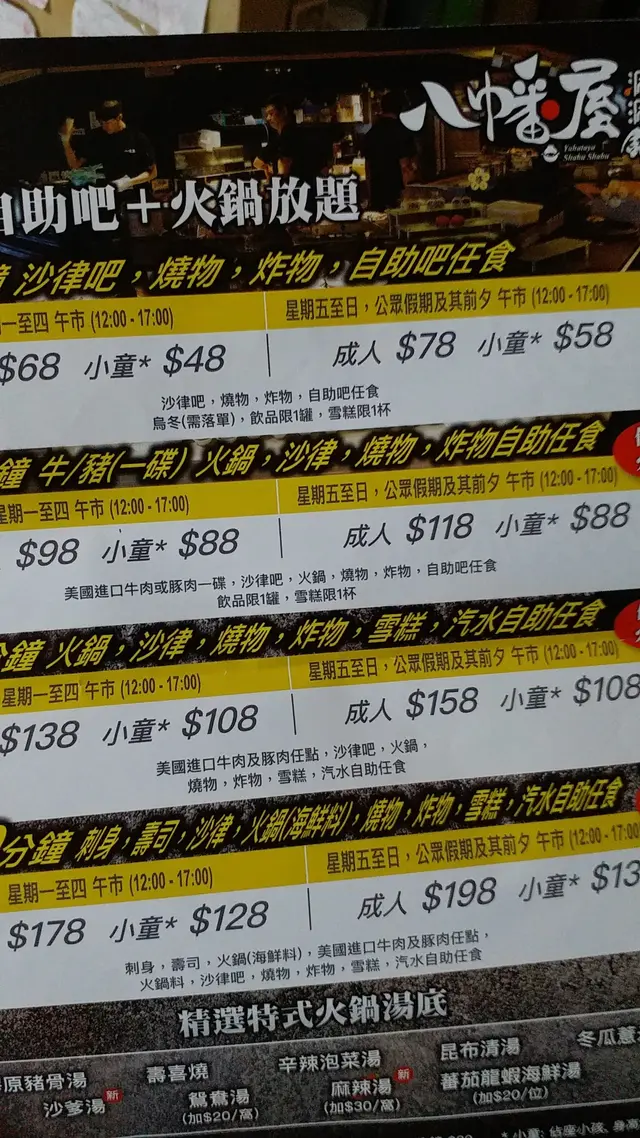 八幡屋
Yabataya
Shabu Shabu
自助吧+火鍋放題
沙律吧,燒物,炸物,自助吧任食
一至四 午市 (12:00 - 17:00)
星期五至日,公眾假期及其前夕 午市 (12:00 - 17:00)
$68 小童* $48
成人 $78 小童* $58
沙律吧,燒物,炸物,自助吧任食
烏冬(需落單),飲品限1罐,雪糕限1杯
鐘 牛/豬(一碟) 火鍋,沙律,燒物,炸物自助任食
星期一至四 午市 (12:00 - 17:00)
星期五至日,公眾假期及其前夕 午市 (12:00 - 17:00)
$98 小童* $88
成人 $118 小童* $88
美國進口牛肉或豚肉一碟,沙律吧,火鍋,燒物,炸物,自助吧任食
飲品限1罐,雪糕限1杯
鐘 火鍋,沙律,燒物,炸物,雪糕,汽水自助任食
星期一至四 午市 (12:00 - 17:00)
星期五至日,公眾假期及其前夕 午市 (12:00 - 17:00)
$138 小童* $108
成人 $158 小童* $108
美國進口牛肉及豚肉任點,沙律吧,火鍋,
燒物,炸物,雪糕,汽水自助任食
分鐘 刺身,壽司,沙律,火鍋(海鮮料),燒物,炸物,雪糕,汽水自助任食
星期一至四 午市 (12:00 - 17:00)
星期五至日,公眾假期及其前夕 午市 (12:00 - 17:00
$178 小童* $128
成人 $198 小童* $13
刺身,壽司,火鍋(海鮮料),美國進口牛肉及豚肉任點,
火鍋料,沙律吧,燒物,炸物,雪糕,汽水自助任食
精選特式火鍋湯底
原豬骨湯
壽喜燒
辛辣泡菜湯
昆布清湯
冬瓜薏
沙爹湯 新
鴛鴦湯
(加$20/窩)
麻辣湯 新
(加$30/窩)
番茄龍蝦海鮮湯
(加$20/位)